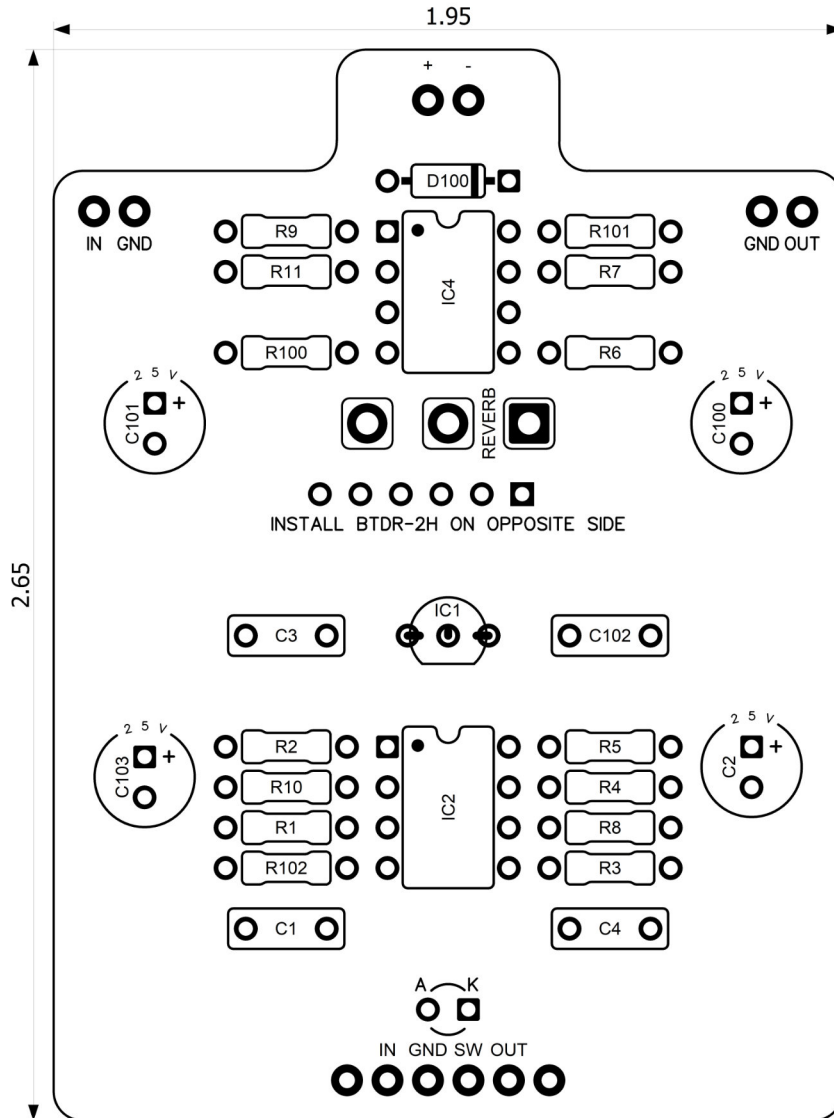 1.95
2.65
+ -
D100
IN GND
GND OUT
R9
R101
R11
R7
IC4
R100
R6
25V
C101 +
25V
C100 +
REVERB
INSTALL BTDR-2H ON OPPOSITE SIDE
IC1
C3
C102
25V
C103 +
25V
C2 +
R2
R5
R10
R4
IC2
R1
R8
R102
R3
C1
C4
A K
IN GND SW OUT